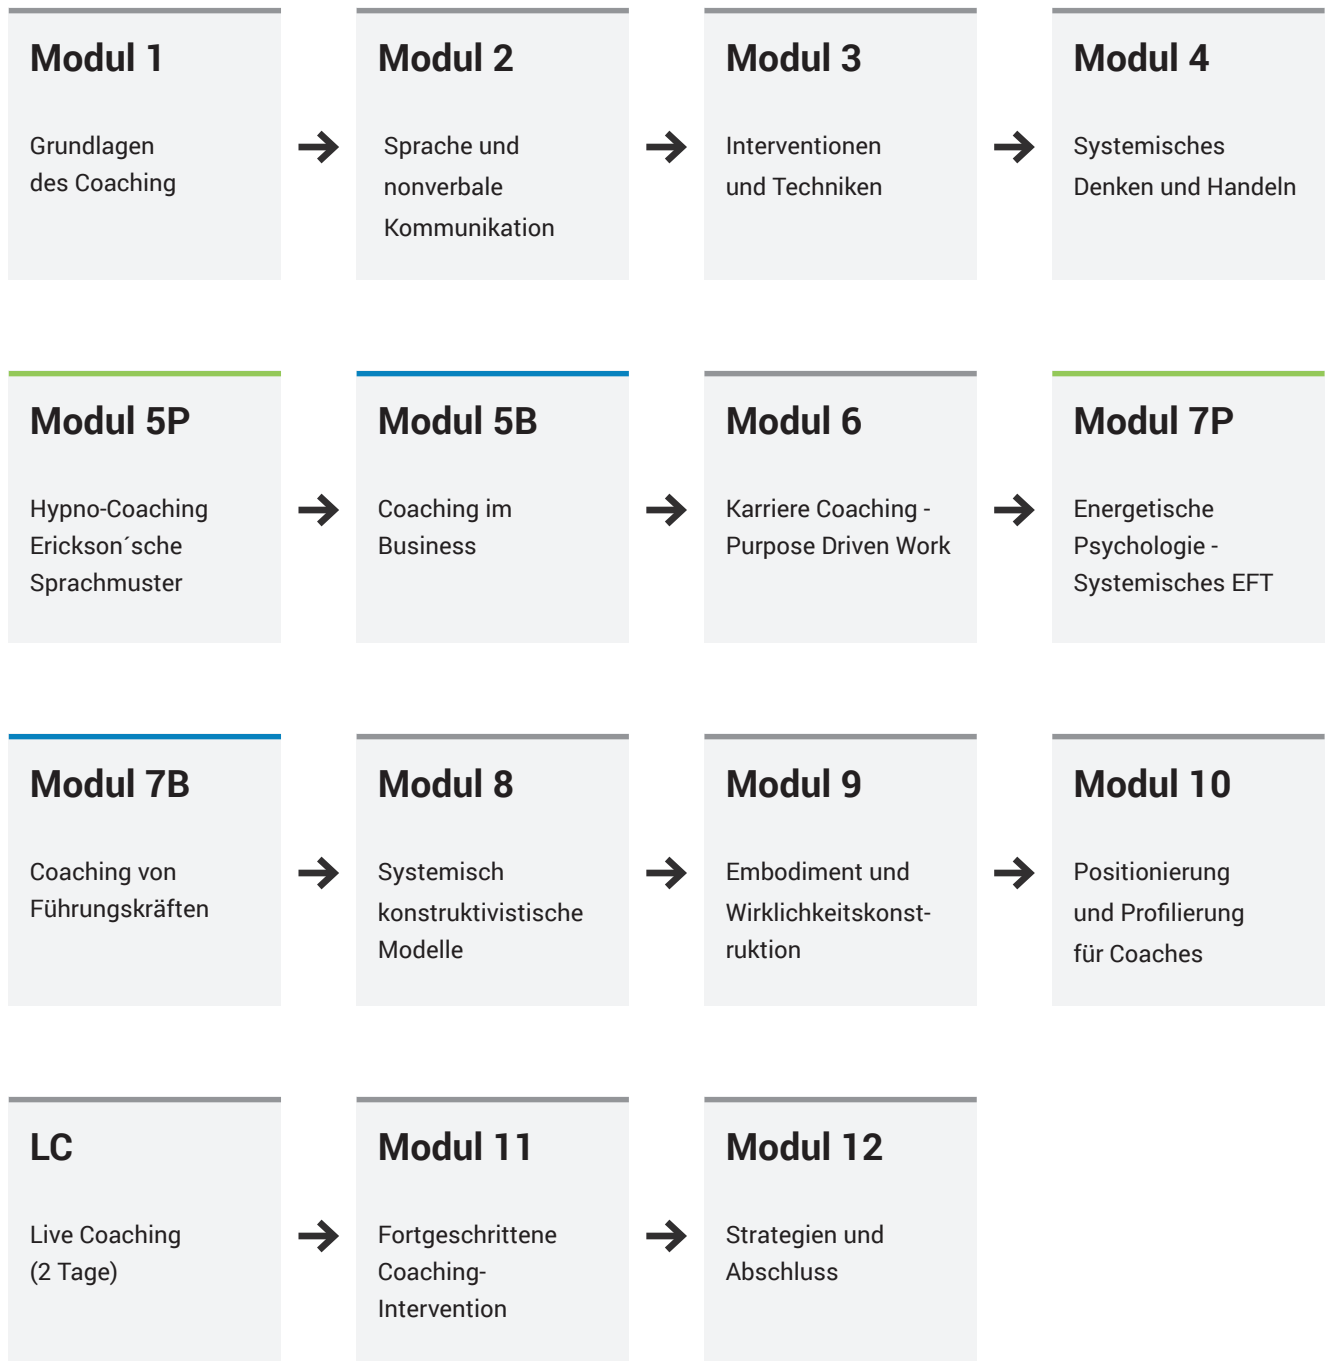 Modul 1
Grundlagen
des Coaching
Modul 2
Sprache und
nonverbale
Kommunikation
Modul 3
Interventionen
und Techniken
Modul 4
Systemisches
Denken und Handeln
Modul 5P
Hypno-Coaching
Erickson´sche
Sprachmuster
Modul 5B
Coaching im
Business
Modul 6
Karriere Coaching -
Purpose Driven Work
Modul 7P
Energetische
Psychologie -
Systemisches EFT
Modul 7B
Coaching von
Führungskräften
Modul 8
Systemisch
konstruktivistische
Modelle
Modul 9
Embodiment und
Wirklichkeitskonst-
ruktion
Modul 10
Positionierung
und Profilierung
für Coaches
LC
Live Coaching
(2 Tage)
Modul 11
Fortgeschrittene
Coaching-
Intervention
Modul 12
Strategien und
Abschluss